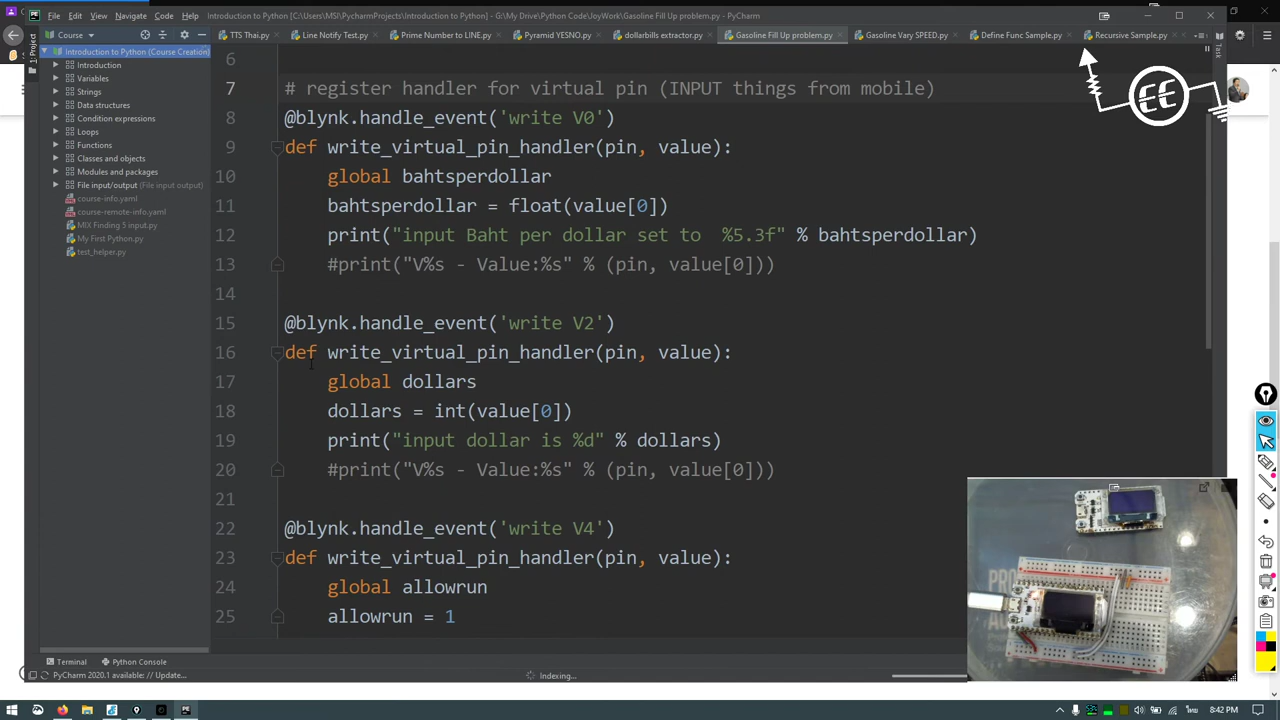 File Edit View Navigate Code Introduction to Python [C:\Users\MSI\PycharmProjects\Introduction to Python] - G:\My Drive\Python Code\JoyWork\Gasoline Fill Up problem.py - PyCharm
Course
TTS Thai.py Line Notify Test.py Prime Number to LINE.py Pyramid YESNO.py dollarbills extractor.py Gasoline Fill Up problem.py Gasoline Vary SPEED.py Define Func Sample.py Recursive Sample.py
1: Project
Structure
Introduction to Python (Course Creation)
Introduction
Variables
Strings
Data structures
Condition expressions
Loops
Functions
Classes and objects
Modules and packages
File input/output (File input output)
course-info.yaml
course-remote-info.yaml
MIX Finding 5 input.py
My First Python.py
test_helper.py
EE
6
7 # register handler for virtual pin (INPUT things from mobile)
8 @blynk.handle_event('write V0')
9 def write_virtual_pin_handler(pin, value):
10 global bahtsperdollar
11 bahtsperdollar = float(value[0])
12 print("input Baht per dollar set to  %5.3f" % bahtsperdollar)
13 #print("V%s - Value:%s" % (pin, value[0]))
14
15 @blynk.handle_event('write V2')
16 def write_virtual_pin_handler(pin, value):
17 global dollars
18 dollars = int(value[0])
19 print("input dollar is %d" % dollars)
20 #print("V%s - Value:%s" % (pin, value[0]))
21
22 @blynk.handle_event('write V4')
23 def write_virtual_pin_handler(pin, value):
24 global allowrun
25 allowrun = 1
Terminal Python Console
PyCharm 2020.1 available: // Update...
Indexing...
8:42 PM